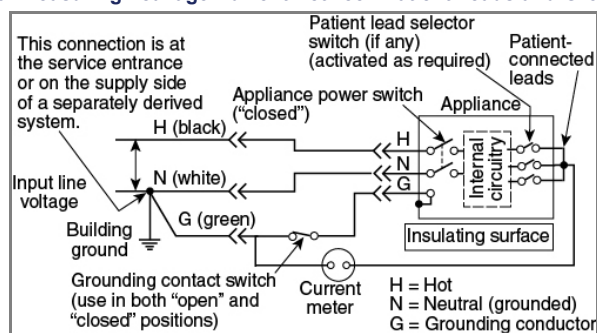 This connection is at
the service entrance
or on the supply side
of a separately derived
system.
Patient lead selector
switch (if any)
(activated as required)
Patient-
connected
leads
Appliance power switch
("closed")
Appliance
H (black)
H
N (white)
N
G
Internal
circuitry
Input line
voltage
G (green)
Building
ground
Insulating surface
Grounding contact switch
(use in both "open" and
"closed" positions)
Current
meter
H = Hot
N = Neutral (grounded)
G = Grounding conductor